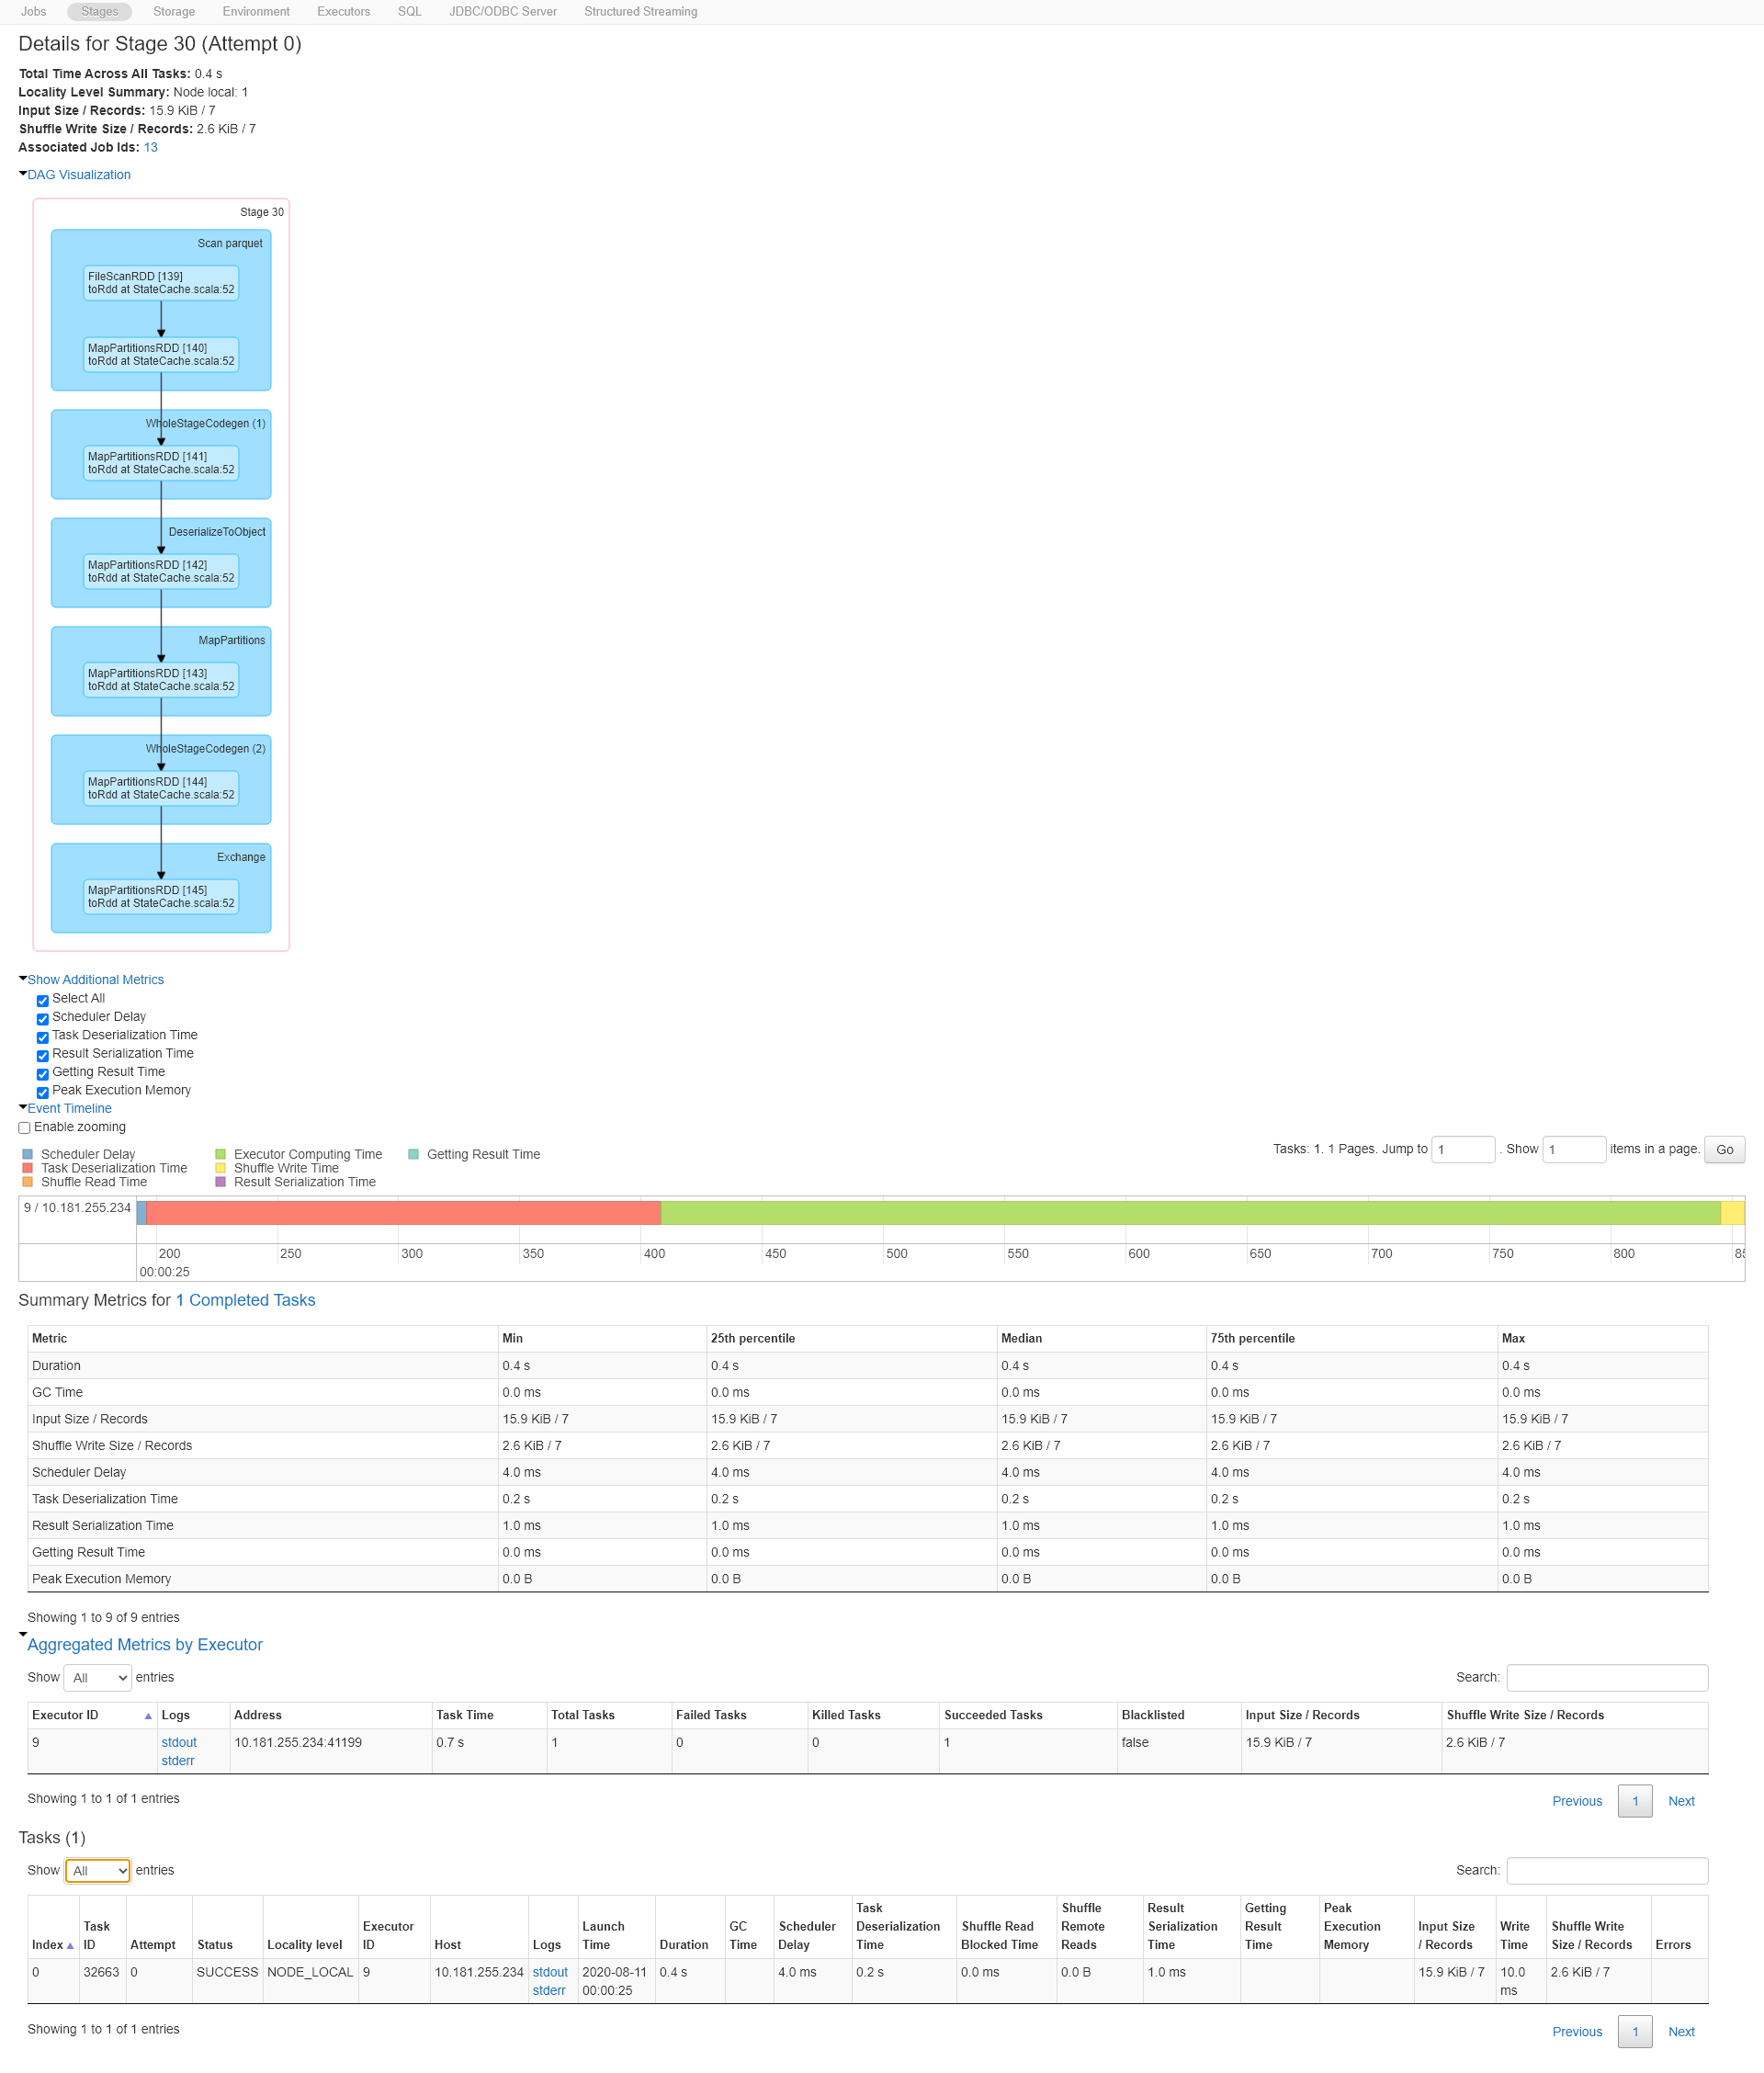 Jobs Stages Storage Environment Executors SQL JDBC/ODBC Server Structured Streaming
Details for Stage 30 (Attempt 0)
Total Time Across All Tasks: 0.4 s
Locality Level Summary: Node local: 1
Input Size / Records: 15.9 KiB / 7
Shuffle Write Size / Records: 2.6 KiB / 7
Associated Job Ids: 13
DAG Visualization
Stage 30
Scan parquet
FileScanRDD [139]
toRdd at StateCache.scala:52
MapPartitionsRDD [140]
toRdd at StateCache.scala:52
WholeStageCodegen (1)
MapPartitionsRDD [141]
toRdd at StateCache.scala:52
DeserializeToObject
MapPartitionsRDD [142]
toRdd at StateCache.scala:52
MapPartitions
MapPartitionsRDD [143]
toRdd at StateCache.scala:52
WholeStageCodegen (2)
MapPartitionsRDD [144]
toRdd at StateCache.scala:52
Exchange
MapPartitionsRDD [145]
toRdd at StateCache.scala:52
Show Additional Metrics
Select All
Scheduler Delay
Task Deserialization Time
Result Serialization Time
Getting Result Time
Peak Execution Memory
Event Timeline
Enable zooming
Tasks: 1. 1 Pages. Jump to 1 . Show 1 items in a page. Go
Scheduler Delay Executor Computing Time Getting Result Time
Task Deserialization Time Shuffle Write Time
Shuffle Read Time Result Serialization Time
9 / 10.181.255.234
200 250 300 350 400 450 500 550 600 650 700 750 800
00:00:25
Summary Metrics for 1 Completed Tasks
Metric Min 25th percentile Median 75th percentile Max
Duration 0.4 s 0.4 s 0.4 s 0.4 s 0.4 s
GC Time 0.0 ms 0.0 ms 0.0 ms 0.0 ms 0.0 ms
Input Size / Records 15.9 KiB / 7 15.9 KiB / 7 15.9 KiB / 7 15.9 KiB / 7 15.9 KiB / 7
Shuffle Write Size / Records 2.6 KiB / 7 2.6 KiB / 7 2.6 KiB / 7 2.6 KiB / 7 2.6 KiB / 7
Scheduler Delay 4.0 ms 4.0 ms 4.0 ms 4.0 ms 4.0 ms
Task Deserialization Time 0.2 s 0.2 s 0.2 s 0.2 s 0.2 s
Result Serialization Time 1.0 ms 1.0 ms 1.0 ms 1.0 ms 1.0 ms
Getting Result Time 0.0 ms 0.0 ms 0.0 ms 0.0 ms 0.0 ms
Peak Execution Memory 0.0 B 0.0 B 0.0 B 0.0 B 0.0 B
Showing 1 to 9 of 9 entries
Aggregated Metrics by Executor
Show All entries Search:
Executor ID Logs Address Task Time Total Tasks Failed Tasks Killed Tasks Succeeded Tasks Blacklisted Input Size / Records Shuffle Write Size / Records
9 stdout 10.181.255.234:41199 0.7 s 1 0 0 1 false 15.9 KiB / 7 2.6 KiB / 7
stderr
Showing 1 to 1 of 1 entries Previous 1 Next
Tasks (1)
Show All entries Search:
Task Shuffle Result Getting Peak
Task Executor Launch GC Scheduler Deserialization Shuffle Read Remote Serialization Result Execution Input Size Write Shuffle Write
Index ID Attempt Status Locality level ID Host Logs Time Duration Time Delay Time Blocked Time Reads Time Time Memory / Records Time Size / Records Errors
0 32663 0 SUCCESS NODE_LOCAL 9 10.181.255.234 stdout 2020-08-11 0.4 s 4.0 ms 0.2 s 0.0 ms 0.0 B 1.0 ms 15.9 KiB / 7 10.0 2.6 KiB / 7
stderr 00:00:25 ms
Showing 1 to 1 of 1 entries Previous 1 Next